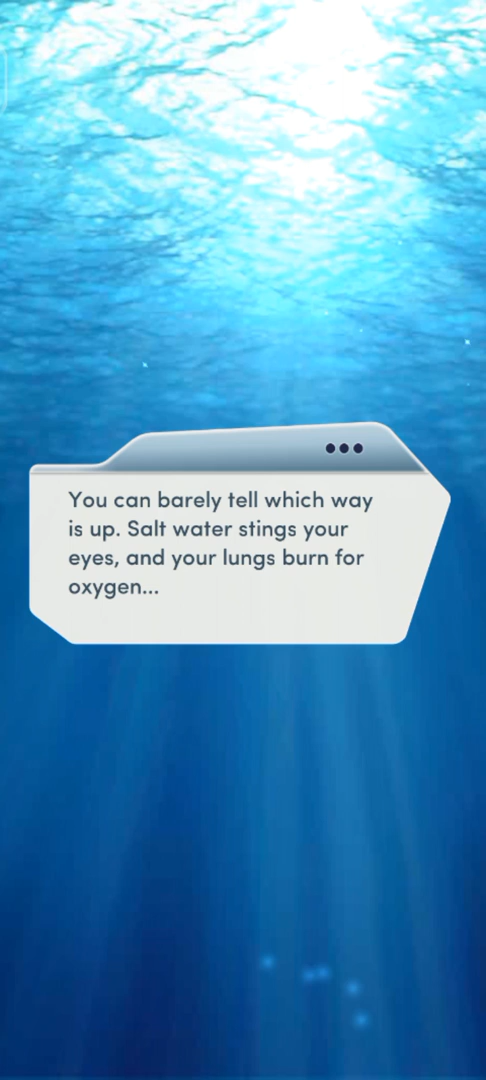 You can barely tell which way
is up. Salt water stings your
eyes, and your lungs burn for
oxygen...